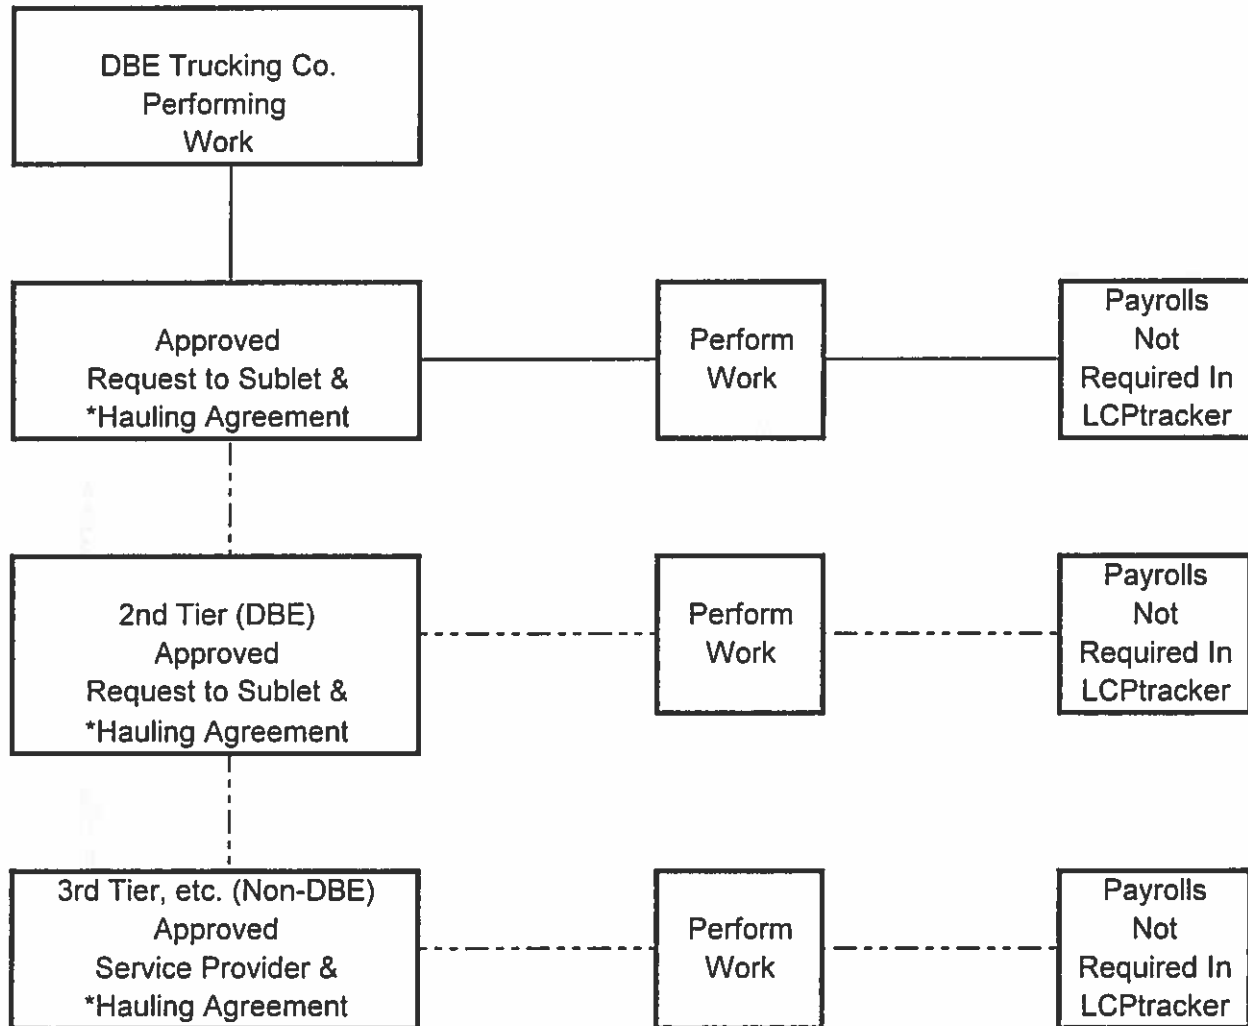 DBE Trucking Co.
Performing
Work
Approved
Request to Sublet &
*Hauling Agreement
Perform
Work
Payrolls
Not
Required In
LCPtracker
2nd Tier (DBE)
Approved
Request to Sublet &
*Hauling Agreement
Perform
Work
Payrolls
Not
Required In
LCPtracker
3rd Tier, etc. (Non-DBE)
Approved
Service Provider &
*Hauling Agreement
Perform
Work
Payrolls
Not
Required In
LCPtracker